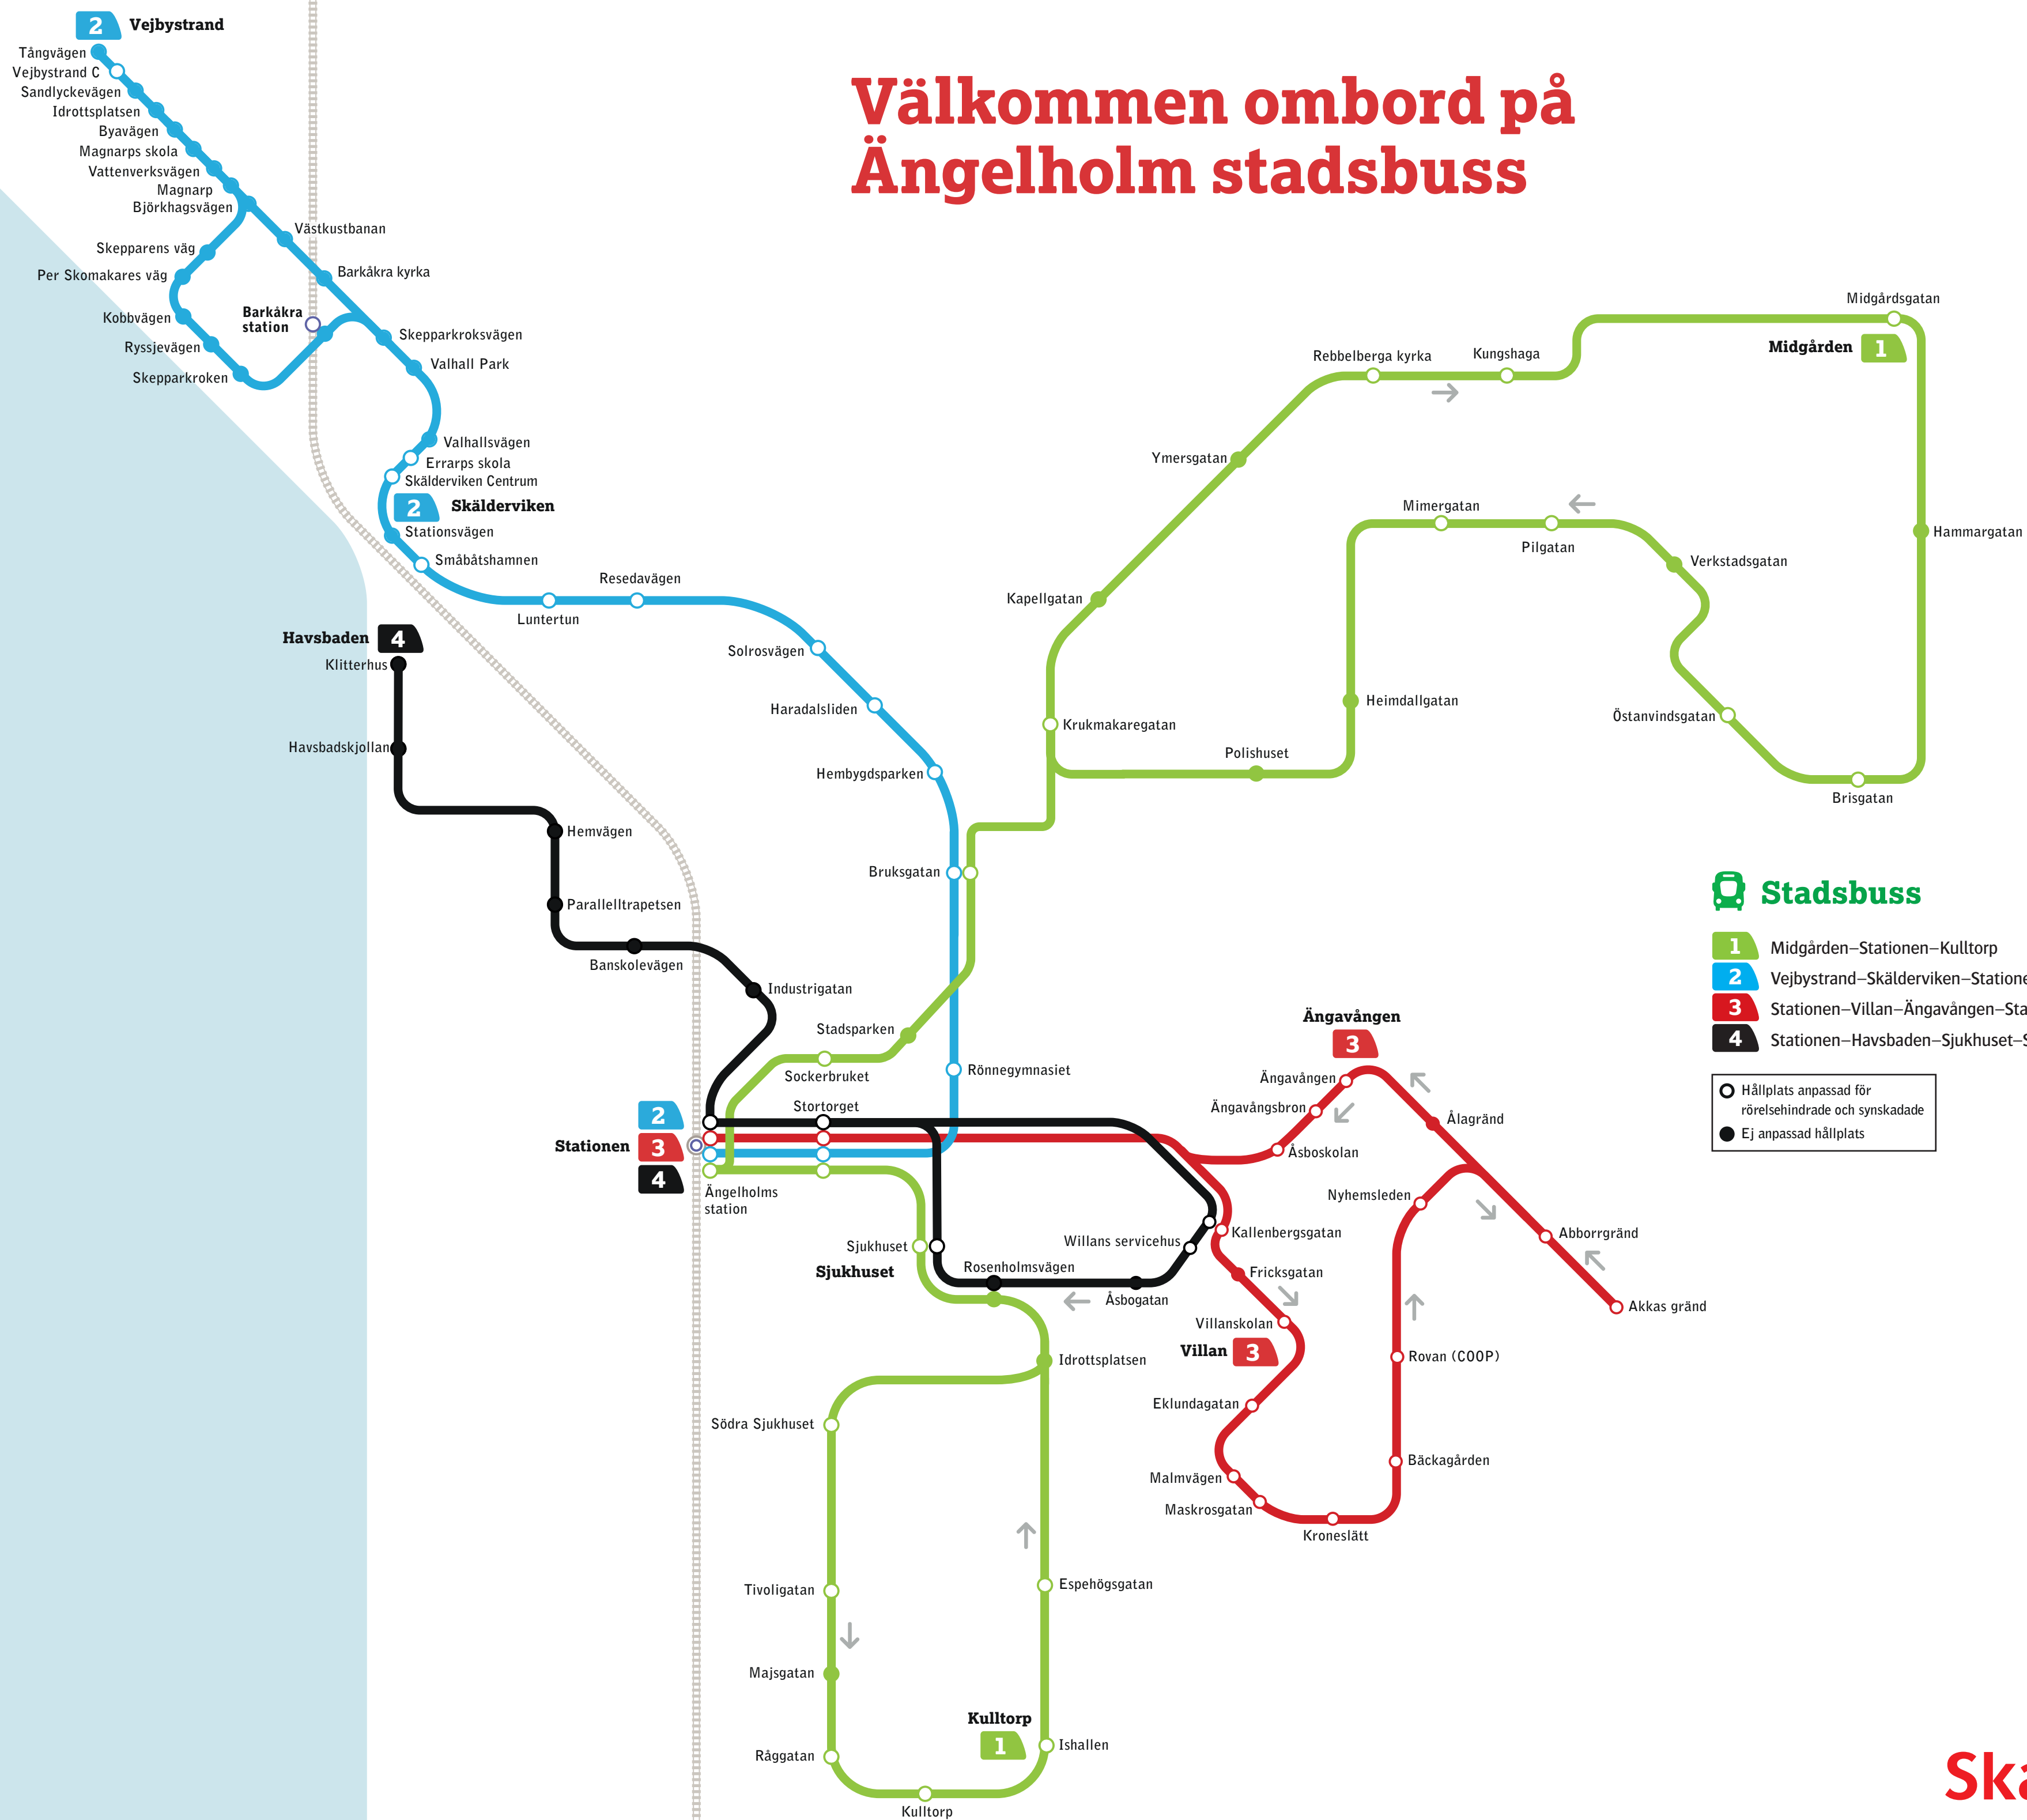 Välkommen ombord på
Ängelholm stadsbuss
2 Vejbystrand
Tångvägen
Vejbystrand C
Sandlyckevägen
Idrottsplatsen
Byavägen
Magnarps skola
Vattenverksvägen
Magnarp
Björkhagsvägen
Västkustbanan
Skepparens väg
Per Skomakares väg
Barkåkra kyrka
Kobbvägen
Barkåkra
station
Ryssjevägen
Skepparkroken
Skepparkroksvägen
Valhall Park
Valhallsvägen
Errarps skola
Skälderviken Centrum
2 Skälderviken
Stationsvägen
Småbåtshamnen
Luntertun
Resedavägen
Solrosvägen
Haradalsliden
Hembygdsparken
Bruksgatan
Rönnegymnasiet
Havsbaden 4
Klitterhus
Havsbadskjollan
Hemvägen
Parallelltrapetsen
Banskolevägen
Industrigatan
Stadsparken
Sockerbruket
Stortorget
Stationen
2
3
4
Ängelholms
station
Midgårdsgatan
Midgården 1
Rebbelberga kyrka
Kungshaga
Ymersgatan
Kapellgatan
Krukmakaregatan
Polishuset
Heimdallgatan
Mimergatan
Pilgatan
Verkstadsgatan
Östanvindsgatan
Brisgatan
Hammargatan
Stadsbuss
1 Midgården–Stationen–Kulltorp
2 Vejbystrand–Skälderviken–Statione
3 Stationen–Villan–Ängavången–Sta
4 Stationen–Havsbaden–Sjukhuset–S
Hållplats anpassad för
rörelsehindrade och synskadade
Ej anpassad hållplats
Ängavången
3
Ängavången
Ängavångsbron
Åsboskolan
Ålagränd
Nyhemsleden
Abborrgränd
Akkas gränd
Kallenbergsgatan
Willans servicehus
Fricksgatan
Villanskolan
Villan 3
Eklundagatan
Malmvägen
Maskrosgatan
Kroneslätt
Bäckagården
Rovan (COOP)
Sjukhuset
Sjukhuset
Rosenholmsvägen
Åsbogatan
Idrottsplatsen
Södra Sjukhuset
Tivoligatan
Majsgatan
Råggatan
Kulltorp
Espehögsgatan
Kulltorp
1
Ishallen
Ska